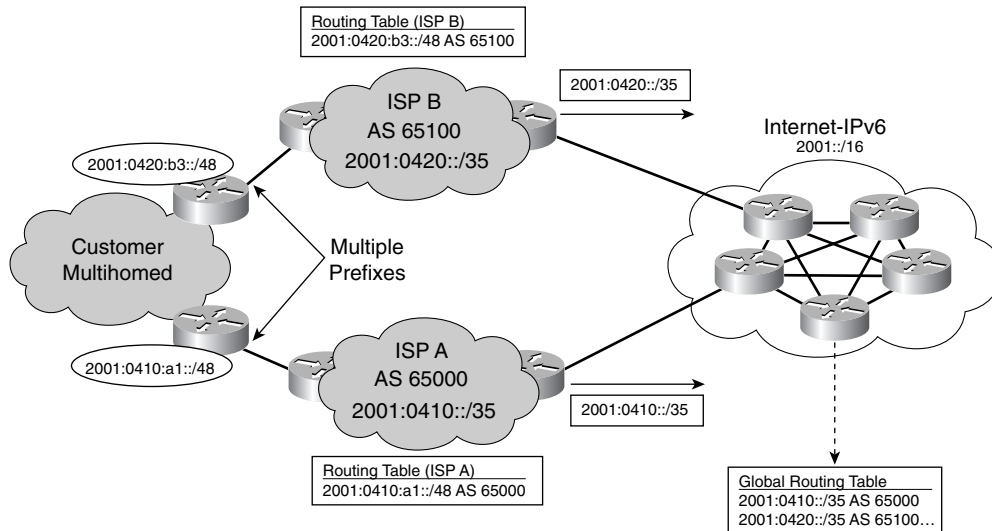 Routing Table (ISP B)
2001:0420:b3::/48 AS 65100
ISP B
AS 65100
2001:0420::/35
2001:0420::/35
Internet-IPv6
2001::/16
2001:0420:b3::/48
Customer
Multihomed
Multiple
Prefixes
2001:0410:a1::/48
ISP A
AS 65000
2001:0410::/35
2001:0410::/35
Routing Table (ISP A)
2001:0410:a1::/48 AS 65000
Global Routing Table
2001:0410::/35 AS 65000
2001:0420::/35 AS 65100…